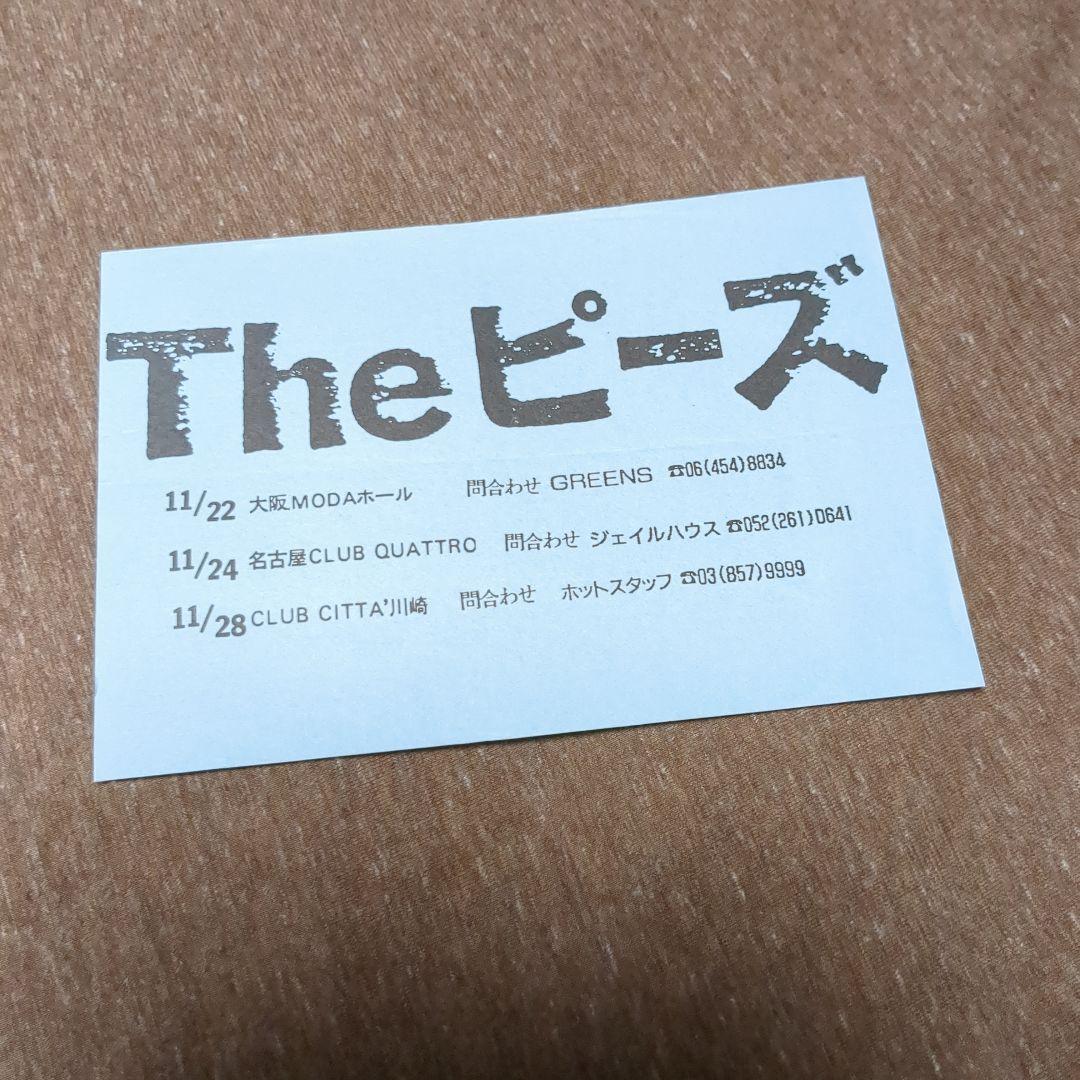 Theピーズ
11/22 大阪MODAホール 問合わせ GREENS ☎06(454)8834
11/24 名古屋CLUB QUATTRO 問合わせ ジェイルハウス ☎052(261)0641
11/28 CLUB CITTA'川崎 問合わせ ホットスタッフ ☎03(857)9999